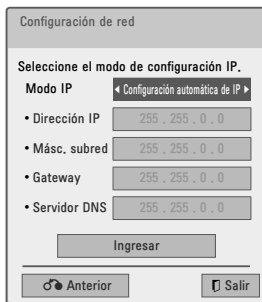 Configuración de red
Seleccione el modo de configuración IP.
Modo IP ◀ Configuración automática de IP ▶
• Dirección IP 255 . 255 . 0 . 0
• Másc. subred 255 . 255 . 0 . 0
• Gateway 255 . 255 . 0 . 0
• Servidor DNS 255 . 255 . 0 . 0
Ingresar
Anterior Salir